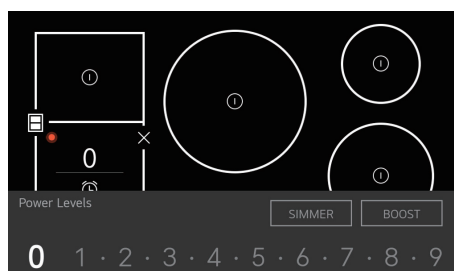 0
Power Levels
SIMMER
BOOST
0 1 · 2 · 3 · 4 · 5 · 6 · 7 · 8 · 9